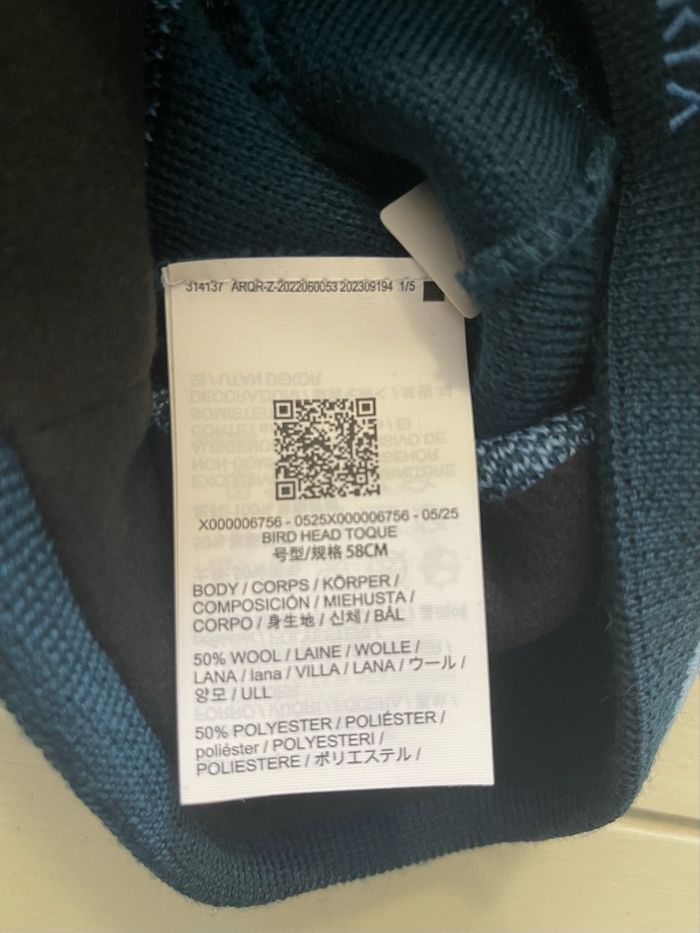 314137 ARQR-Z-2022060053 202309194 1/5
X000006756 - 0525X000006756 - 05/25
BIRD HEAD TOQUE
号型/规格 58CM
BODY / CORPS / KÖRPER /
COMPOSICIÓN / MIEHUSTA /
CORPO / 身生地 / 신체 / BÅL
50% WOOL / LAINE / WOLLE /
LANA / lana / VILLA / LANA / ウール /
양모 / ULL
50% POLYESTER / POLIÉSTER /
poliéster / POLYESTERI /
POLIESTERE / ポリエステル /